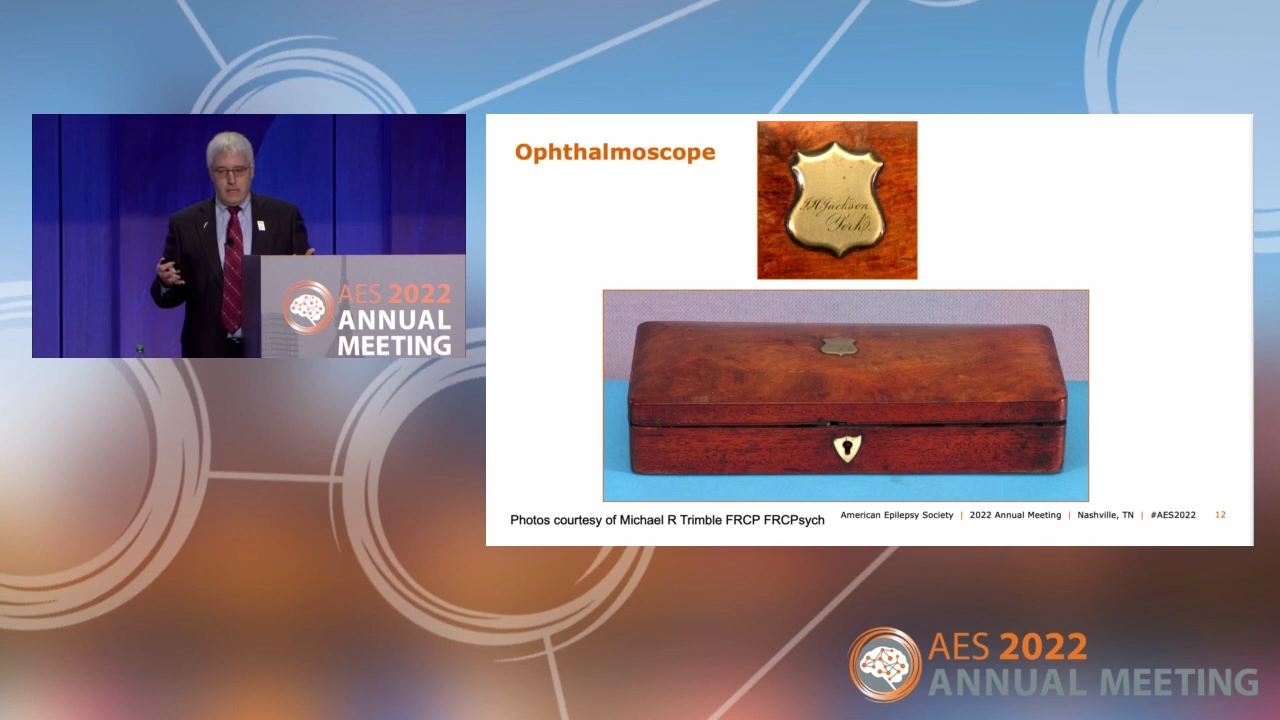 AES 2022
ANNUAL
MEETING
Ophthalmoscope
J.H.Jackson
York.
Photos courtesy of Michael R Trimble FRCP FRCPsych
American Epilepsy Society | 2022 Annual Meeting | Nashville, TN | #AES2022 12
AES 2022
ANNUAL MEETING